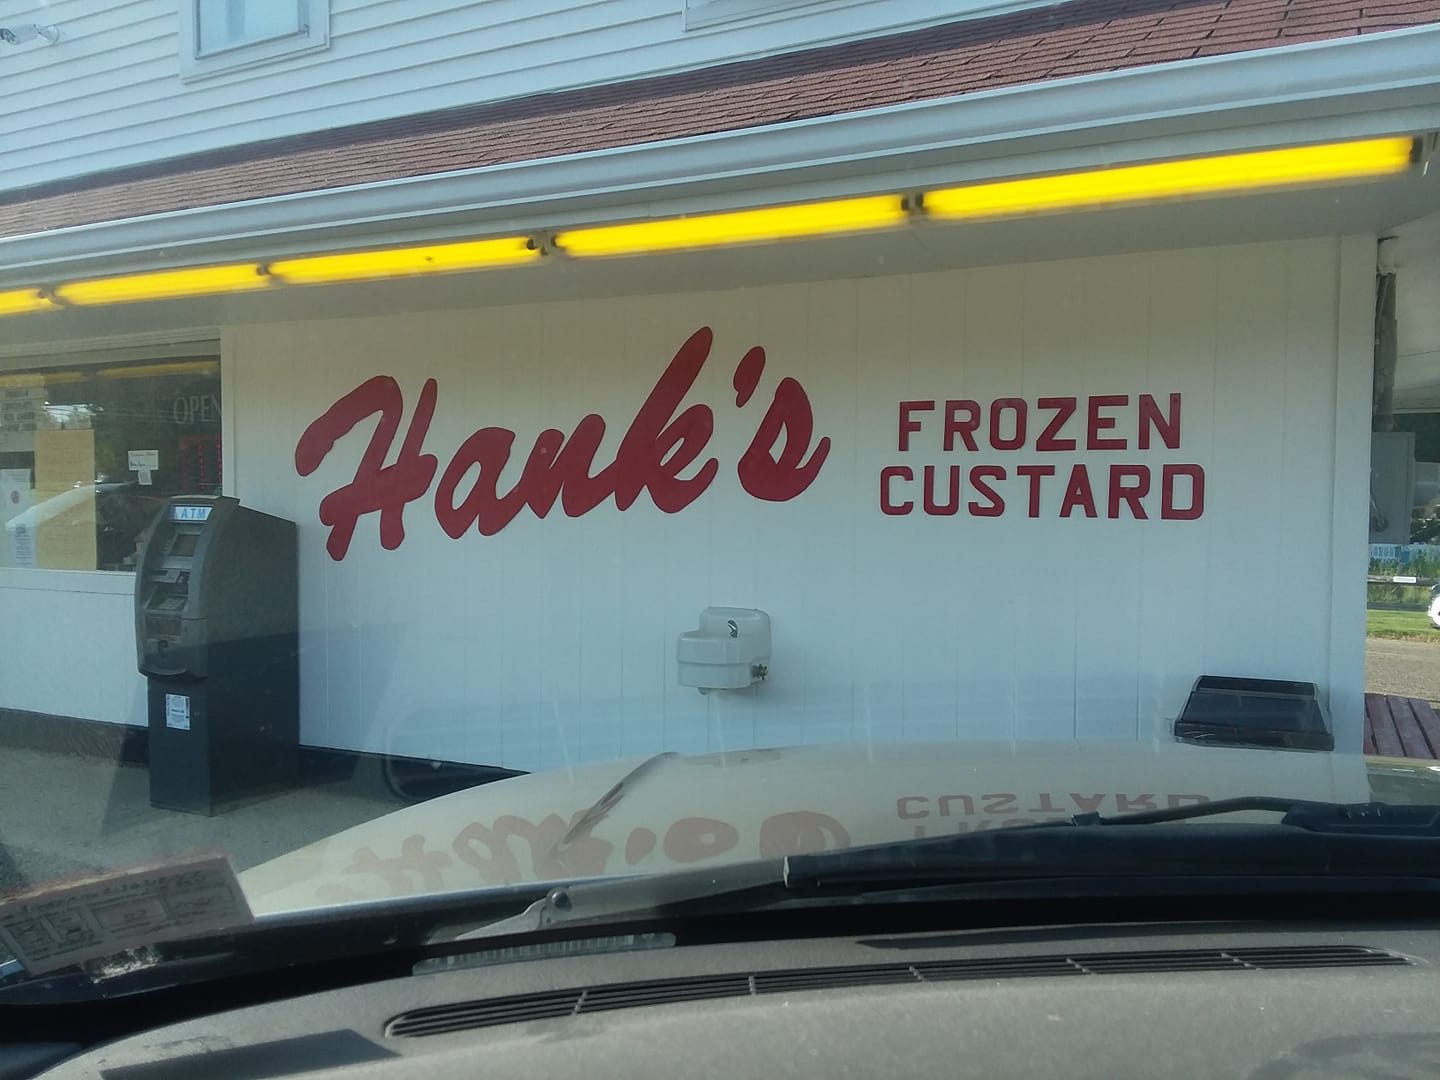 Hank's
FROZEN
CUSTARD
OPEN
ATM